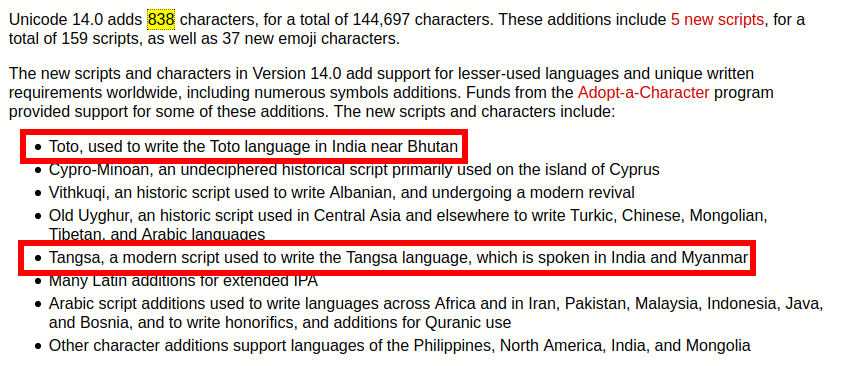 Unicode 14.0 adds 838 characters, for a total of 144,697 characters. These additions include 5 new scripts, for a
total of 159 scripts, as well as 37 new emoji characters.
The new scripts and characters in Version 14.0 add support for lesser-used languages and unique written
requirements worldwide, including numerous symbols additions. Funds from the Adopt-a-Character program
provided support for some of these additions. The new scripts and characters include:
• Toto, used to write the Toto language in India near Bhutan
• Cypro-Minoan, an undeciphered historical script primarily used on the island of Cyprus
• Vithkuqi, an historic script used to write Albanian, and undergoing a modern revival
• Old Uyghur, an historic script used in Central Asia and elsewhere to write Turkic, Chinese, Mongolian,
Tibetan, and Arabic languages
• Tangsa, a modern script used to write the Tangsa language, which is spoken in India and Myanmar
• Many Latin additions for extended IPA
• Arabic script additions used to write languages across Africa and in Iran, Pakistan, Malaysia, Indonesia, Java,
and Bosnia, and to write honorifics, and additions for Quranic use
• Other character additions support languages of the Philippines, North America, India, and Mongolia